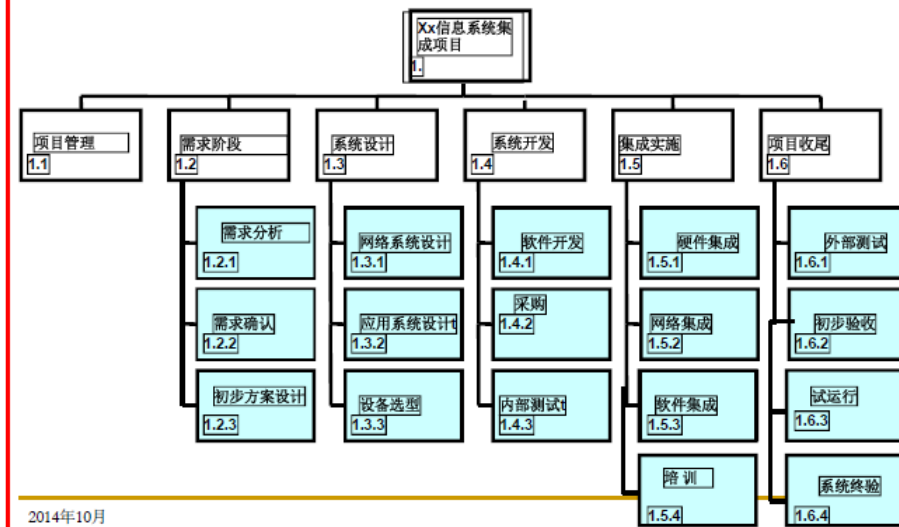 Xx信息系统集
成项目
1.
项目管理
1.1
需求阶段
1.2
系统设计
1.3
系统开发
1.4
集成实施
1.5
项目收尾
1.6
需求分析
1.2.1
网络系统设计
1.3.1
软件开发
1.4.1
硬件集成
1.5.1
外部测试
1.6.1
需求确认
1.2.2
应用系统设计t
1.3.2
采购
1.4.2
网络集成
1.5.2
初步验收
1.6.2
初步方案设计
1.2.3
设备选型
1.3.3
内部测试t
1.4.3
软件集成
1.5.3
试运行
1.6.3
培 训
1.5.4
系统终验
1.6.4
2014年10月